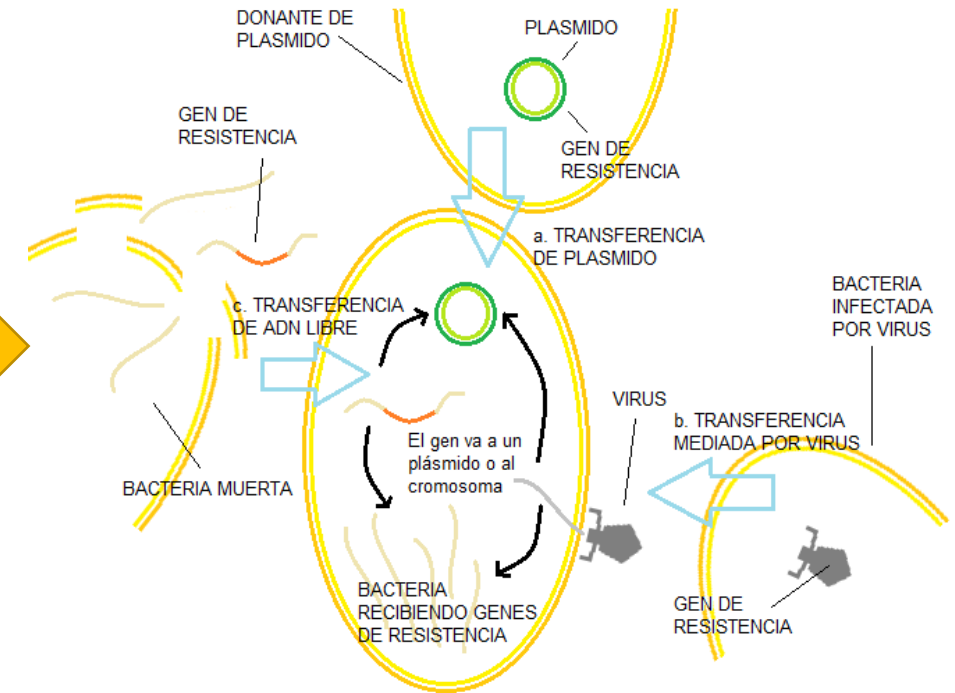 DONANTE DE
PLASMIDO
PLASMIDO
GEN DE
RESISTENCIA
GEN DE
RESISTENCIA
a. TRANSFERENCIA
DE PLASMIDO
c. TRANSFERENCIA
DE ADN LIBRE
BACTERIA
INFECTADA
POR VIRUS
VIRUS
b. TRANSFERENCIA
MEDIADA POR VIRUS
El gen va a un
plásmido o al
cromosoma
BACTERIA MUERTA
BACTERIA
RECIBIENDO GENES
DE RESISTENCIA
GEN DE
RESISTENCIA